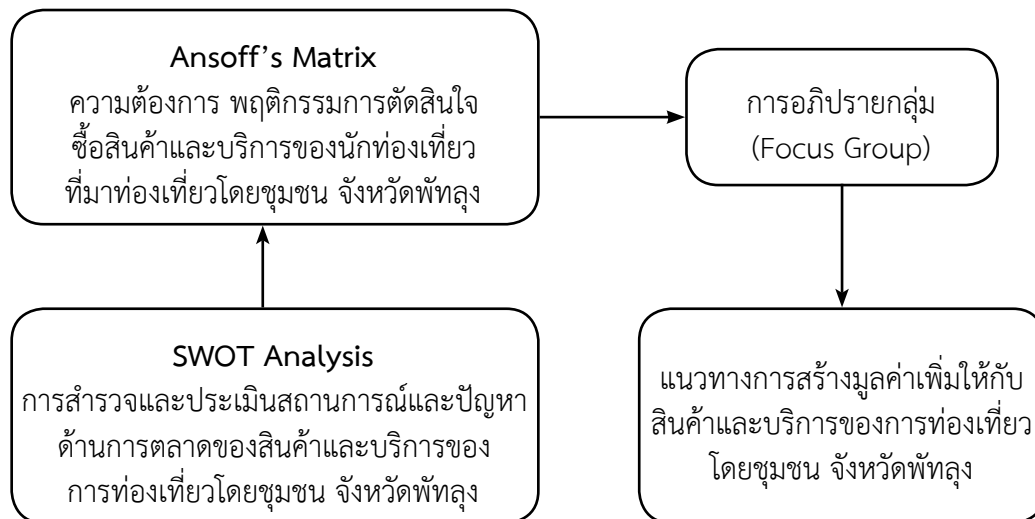 Ansoff's Matrix
ความต้องการ พฤติกรรมการตัดสินใจ
ซื้อสินค้าและบริการของนักท่องเที่ยว
ที่มาท่องเที่ยวโดยชุมชน จังหวัดพัทลุง
การอภิปรายกลุ่ม
(Focus Group)
SWOT Analysis
การสำรวจและประเมินสถานการณ์และปัญหา
ด้านการตลาดของสินค้าและบริการของ
การท่องเที่ยวโดยชุมชน จังหวัดพัทลุง
แนวทางการสร้างมูลค่าเพิ่มให้กับ
สินค้าและบริการของการท่องเที่ยว
โดยชุมชน จังหวัดพัทลุง